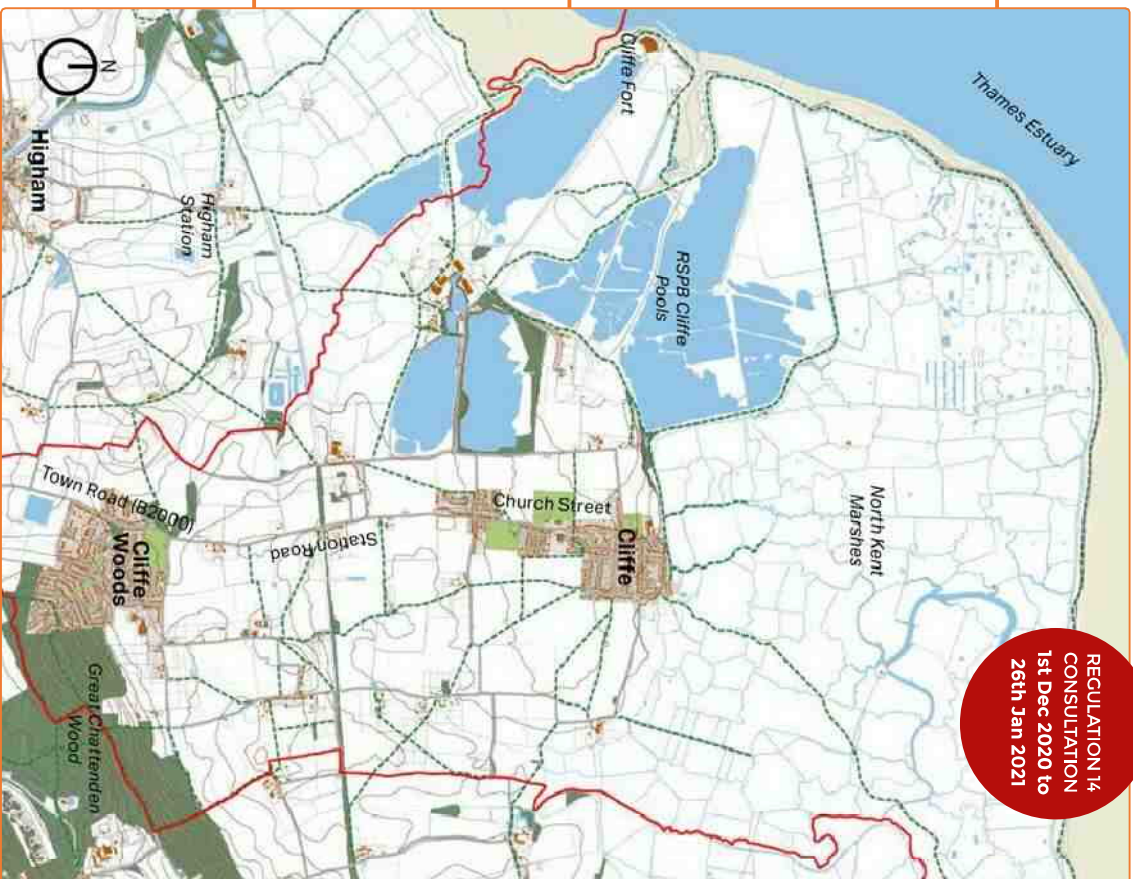 N
Thames Estuary
Cliffe Fort
Higham
Higham
Station
RSPB Cliffe
Pools
North Kent
Marshes
Church Street
Cliffe
Town Road (B2000)
Station Road
Cliffe
Woods
Great Chattenden
Wood
REGULATION 14
CONSULTATION
1st Dec 2020 to
26th Jan 2021